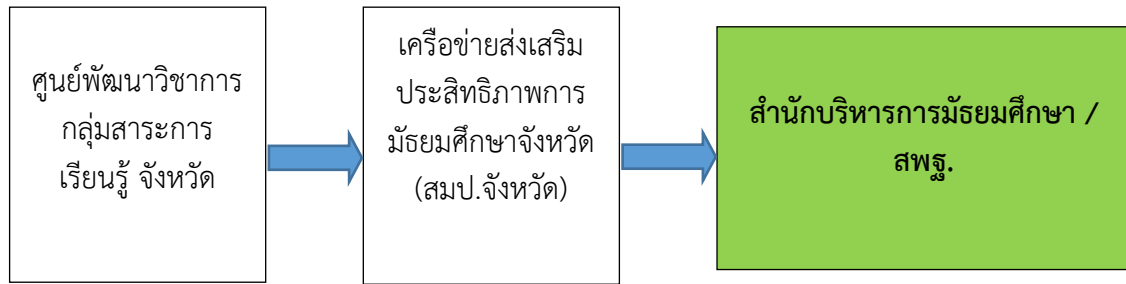 ศูนย์พัฒนาวิชาการ
กลุ่มสาระการ
เรียนรู้ จังหวัด
เครือข่ายส่งเสริม
ประสิทธิภาพการ
มัธยมศึกษาจังหวัด
(สมป.จังหวัด)
สำนักบริหารการมัธยมศึกษา /
สพฐ.